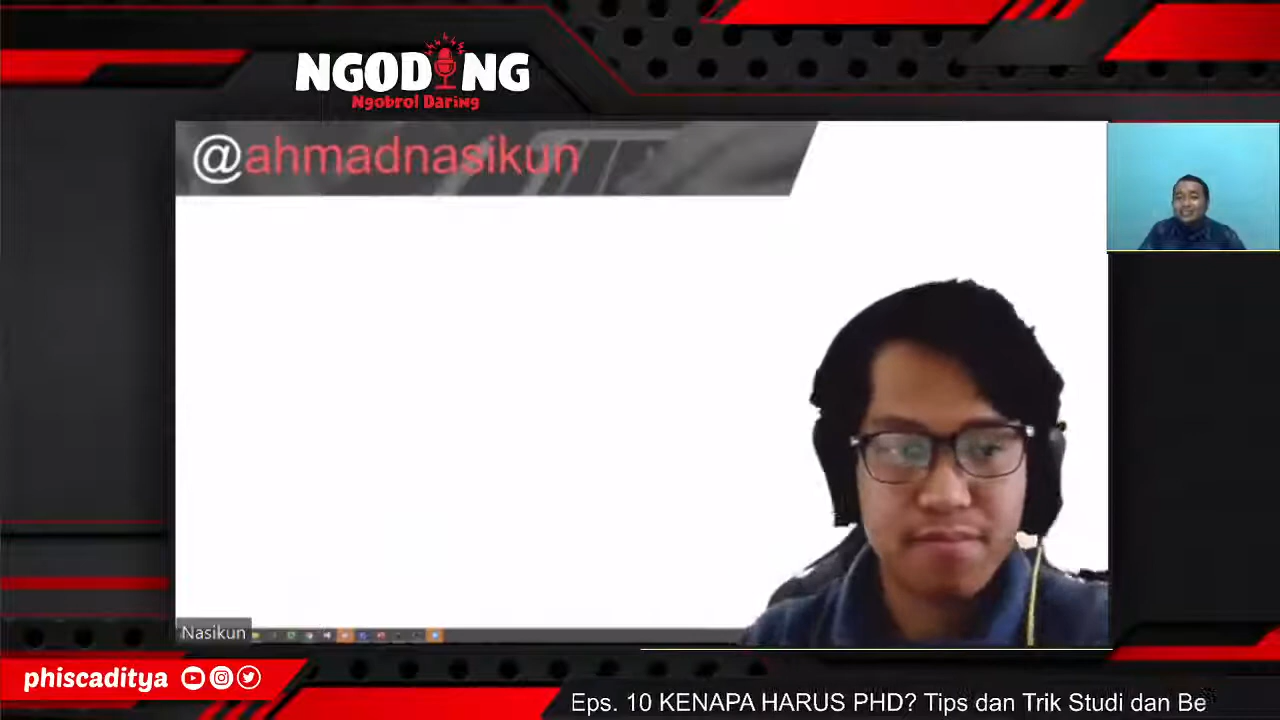 NGODING
Ngobrol Daring
@ahmadnasikun
Nasikun
phiscaditya
Eps. 10 KENAPA HARUS PHD? Tips dan Trik Studi dan Be